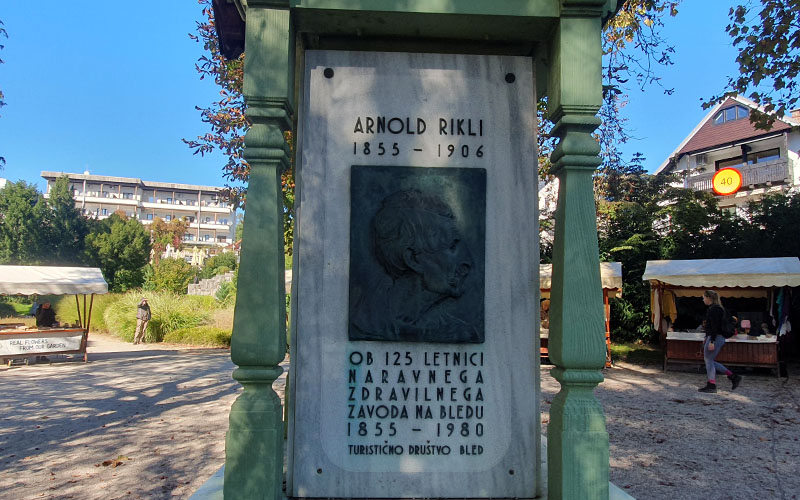 ARNOLD RIKLI
1855 – 1906
OB 125 LETNICI
NARAVNEGA
ZDRAVILNEGA
ZAVODA NA BLEDU
1855 – 1980
TURISTIČNO DRUŠTVO BLED
REAL FLOWERS
FROM OUR GARDEN
40